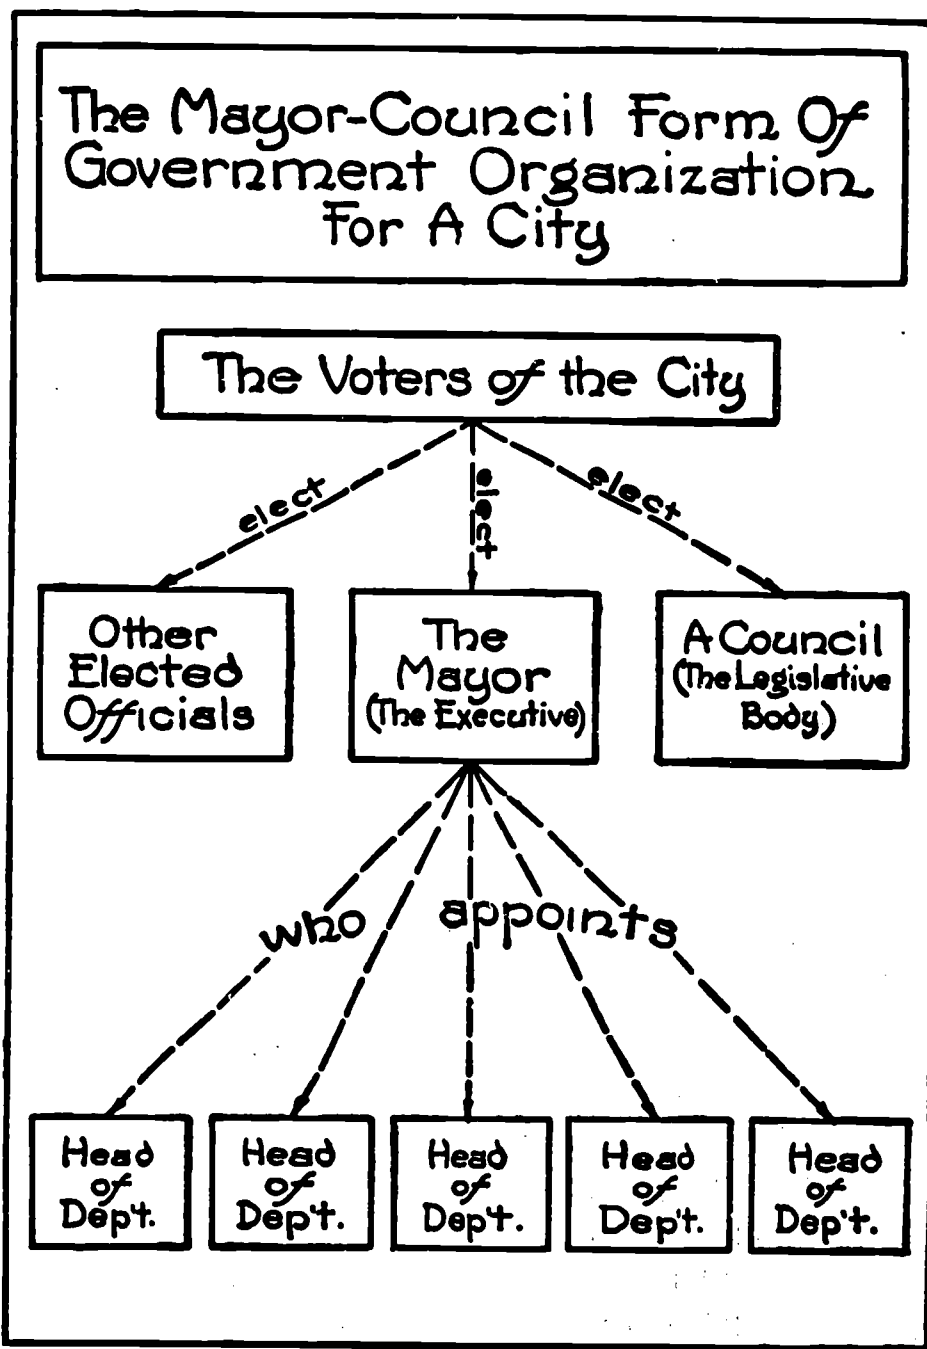 The Mayor-Council Form Of
Government Organization
For A City
The Voters of the City
elect
elect
elect
Other
Elected
Officials
The
Mayor
(The Executive)
A Council
(The Legislative
Body)
who appoints
Head
of
Dep't.
Head
of
Dep't.
Head
of
Dep't.
Head
of
Dep't.
Head
of
Dep't.